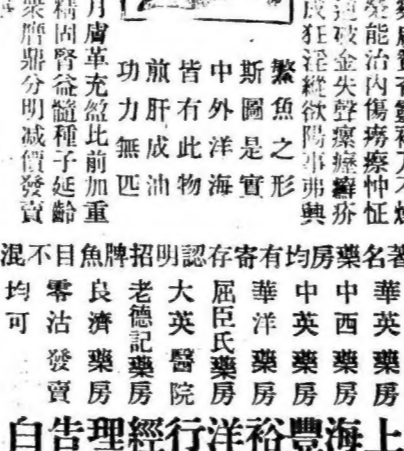 能治內傷癆瘵忡怔
破金失聲瘰癧癬疥
狂淫縱欲陽事弗興
繁魚之形
斯圖是實
中外洋海
皆有此物
煎肝成油
功力無匹
月膚革充盈比前加重
精固腎益髓種子延齡
鼎分明减價發賣
著名藥房均有寄存認明招牌魚目不混
華英藥房
中西藥房
中英藥房
華洋藥房
屈臣氏藥房
大英醫院
老德記藥房
良濟藥房
零沽發賣
均可
上海豐裕洋行經理告白